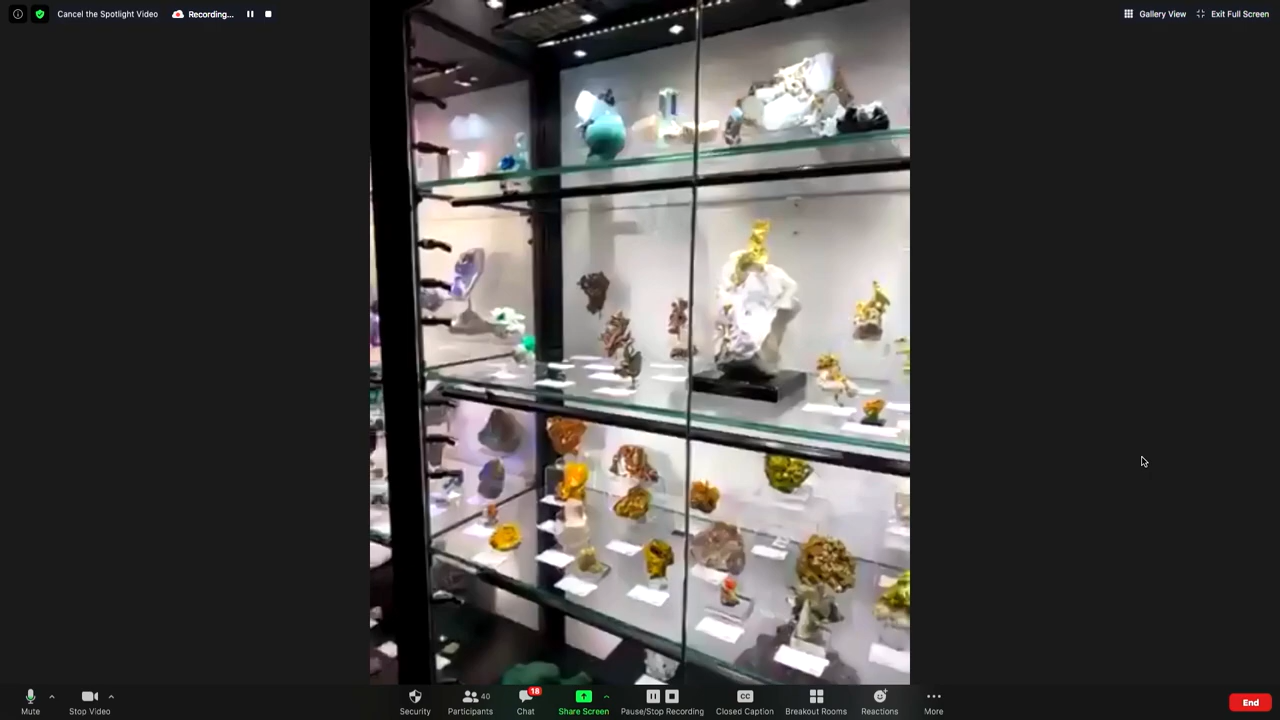 Cancel the Spotlight Video Recording... Gallery View Exit Full Screen
18
40
CC
Mute Stop Video Security Participants Chat Share Screen Pause/Stop Recording Closed Caption Breakout Rooms Reactions More End